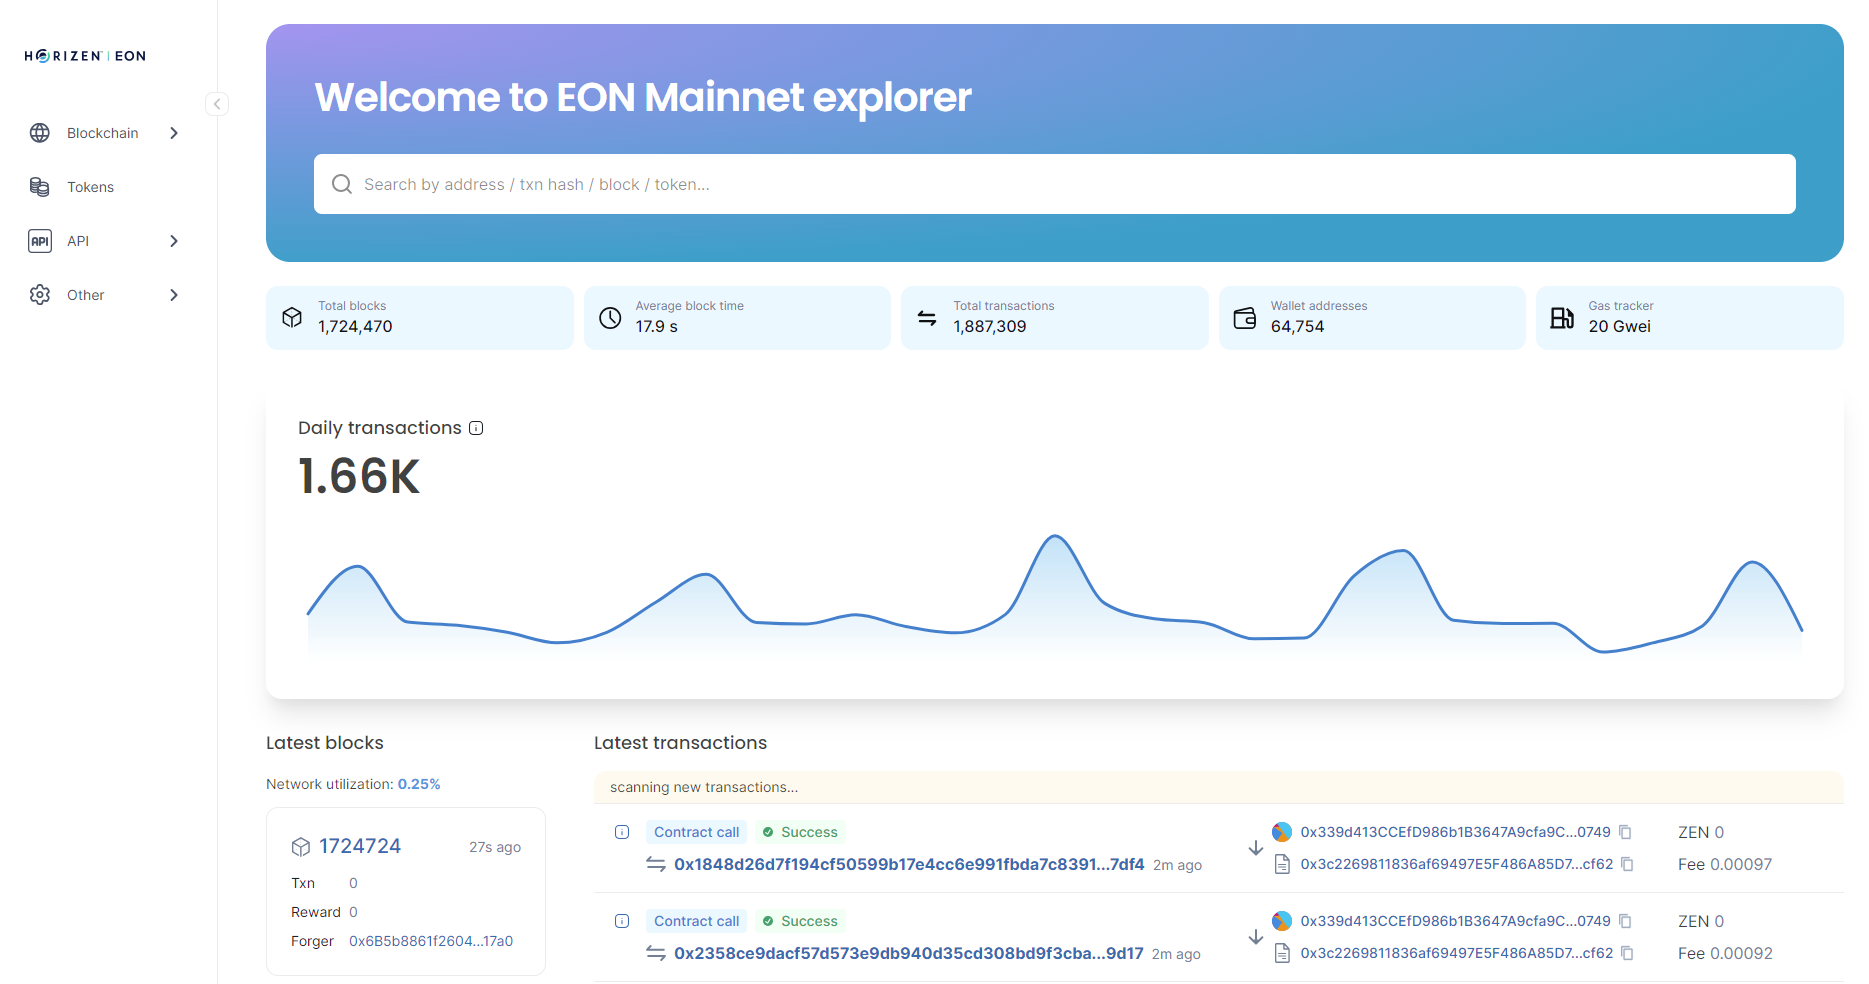 HORIZEN | EON
Blockchain
Tokens
API
API
Other
Welcome to EON Mainnet explorer
Search by address / txn hash / block / token...
Total blocks
1,724,470
Average block time
17.9 s
Total transactions
1,887,309
Wallet addresses
64,754
Gas tracker
20 Gwei
Daily transactions
1.66K
Latest blocks
Network utilization: 0.25%
1724724 27s ago
Txn 0
Reward 0
Forger 0x6B5b8861f2604...17a0
Latest transactions
scanning new transactions...
Contract call Success
0x1848d26d7f194cf50599b17e4cc6e991fbda7c8391...7df4 2m ago
0x339d413CCEfD986b1B3647A9cfa9C...0749
0x3c2269811836af69497E5F486A85D7...cf62
ZEN 0
Fee 0.00097
Contract call Success
0x2358ce9dacf57d573e9db940d35cd308bd9f3cba...9d17 2m ago
0x339d413CCEfD986b1B3647A9cfa9C...0749
0x3c2269811836af69497E5F486A85D7...cf62
ZEN 0
Fee 0.00092